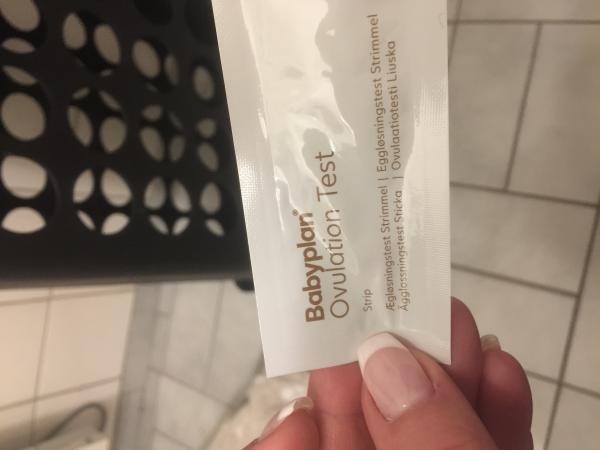 Babyplan®
Ovulation Test
Strip
Ægløsningstest Strimmel | Eggløsningstest Strimmel
Ägglossningstest Sticka | Ovulaatiotesti Liuska